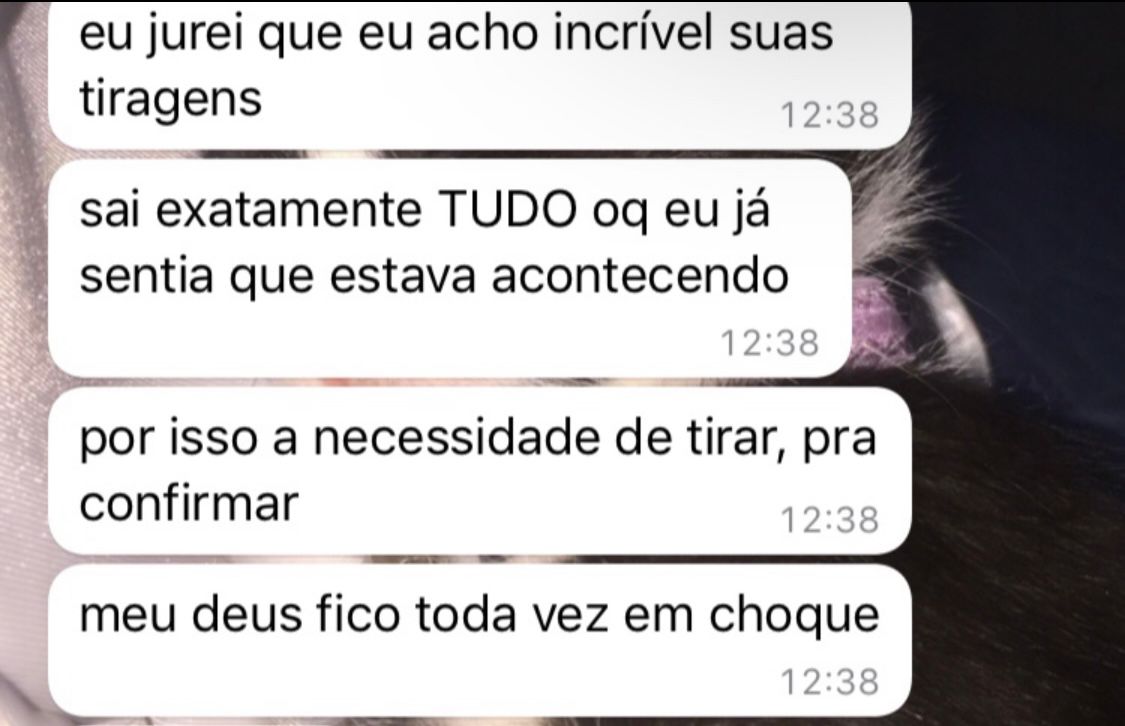 eu jurei que eu acho incrível suas
tiragens
12:38
sai exatamente TUDO oq eu já
sentia que estava acontecendo
12:38
por isso a necessidade de tirar, pra
confirmar
12:38
meu deus fico toda vez em choque
12:38